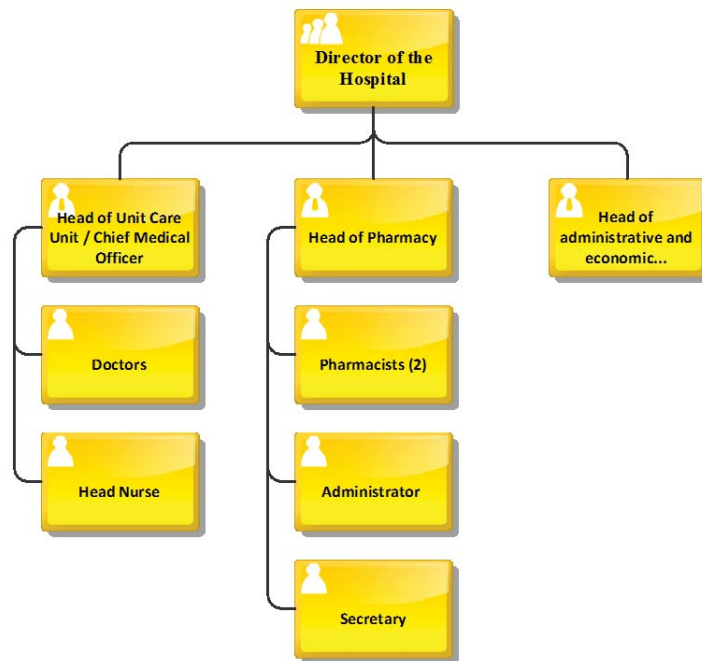 Director of the
Hospital
Head of Unit Care
Unit / Chief Medical
Officer
Head of Pharmacy
Head of
administrative and
economic...
Doctors
Pharmacists (2)
Head Nurse
Administrator
Secretary